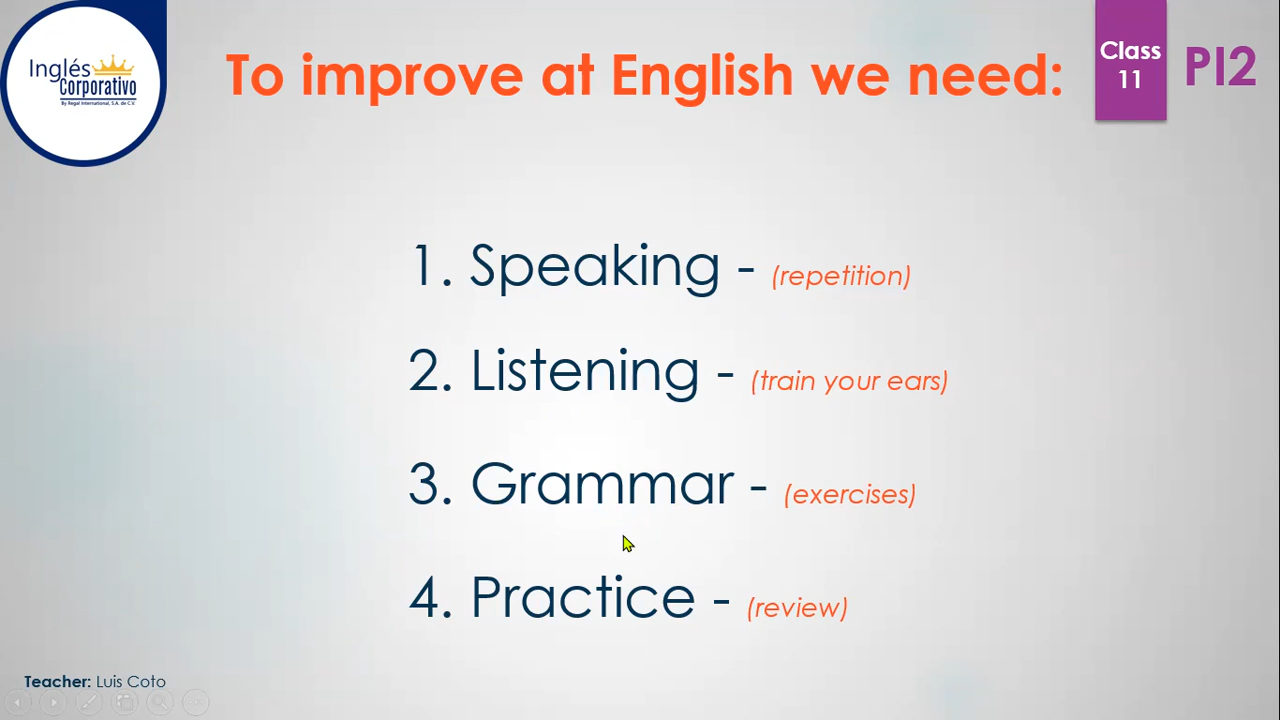 Inglés
Corporativo
By Regal International, S.A. de C.V.
To improve at English we need:
Class
11
PI2
1. Speaking - (repetition)
2. Listening - (train your ears)
3. Grammar - (exercises)
4. Practice - (review)
Teacher: Luis Coto